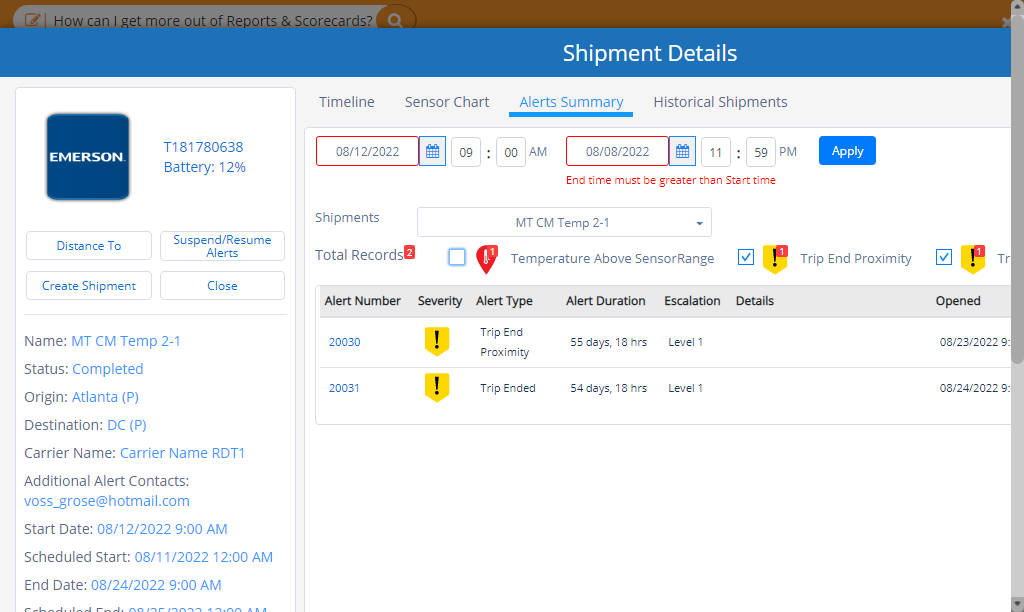 How can I get more out of Reports & Scorecards?
Shipment Details
EMERSON.
T181780638
Battery: 12%
Distance To
Suspend/Resume Alerts
Create Shipment
Close
Name: MT CM Temp 2-1
Status: Completed
Origin: Atlanta (P)
Destination: DC (P)
Carrier Name: Carrier Name RDT1
Additional Alert Contacts:
voss_grose@hotmail.com
Start Date: 08/12/2022 9:00 AM
Scheduled Start: 08/11/2022 12:00 AM
End Date: 08/24/2022 9:00 AM
Scheduled End: 08/25/2022 12:00 AM
Timeline Sensor Chart Alerts Summary Historical Shipments
08/12/2022 09 : 00 AM 08/08/2022 11 : 59 PM Apply
End time must be greater than Start time
Shipments MT CM Temp 2-1
Total Records 2 1 Temperature Above SensorRange 1 Trip End Proximity 1 Tr
Alert Number Severity Alert Type Alert Duration Escalation Details Opened
20030 ! Trip End Proximity 55 days, 18 hrs Level 1 08/23/2022 9:
20031 ! Trip Ended 54 days, 18 hrs Level 1 08/24/2022 9: